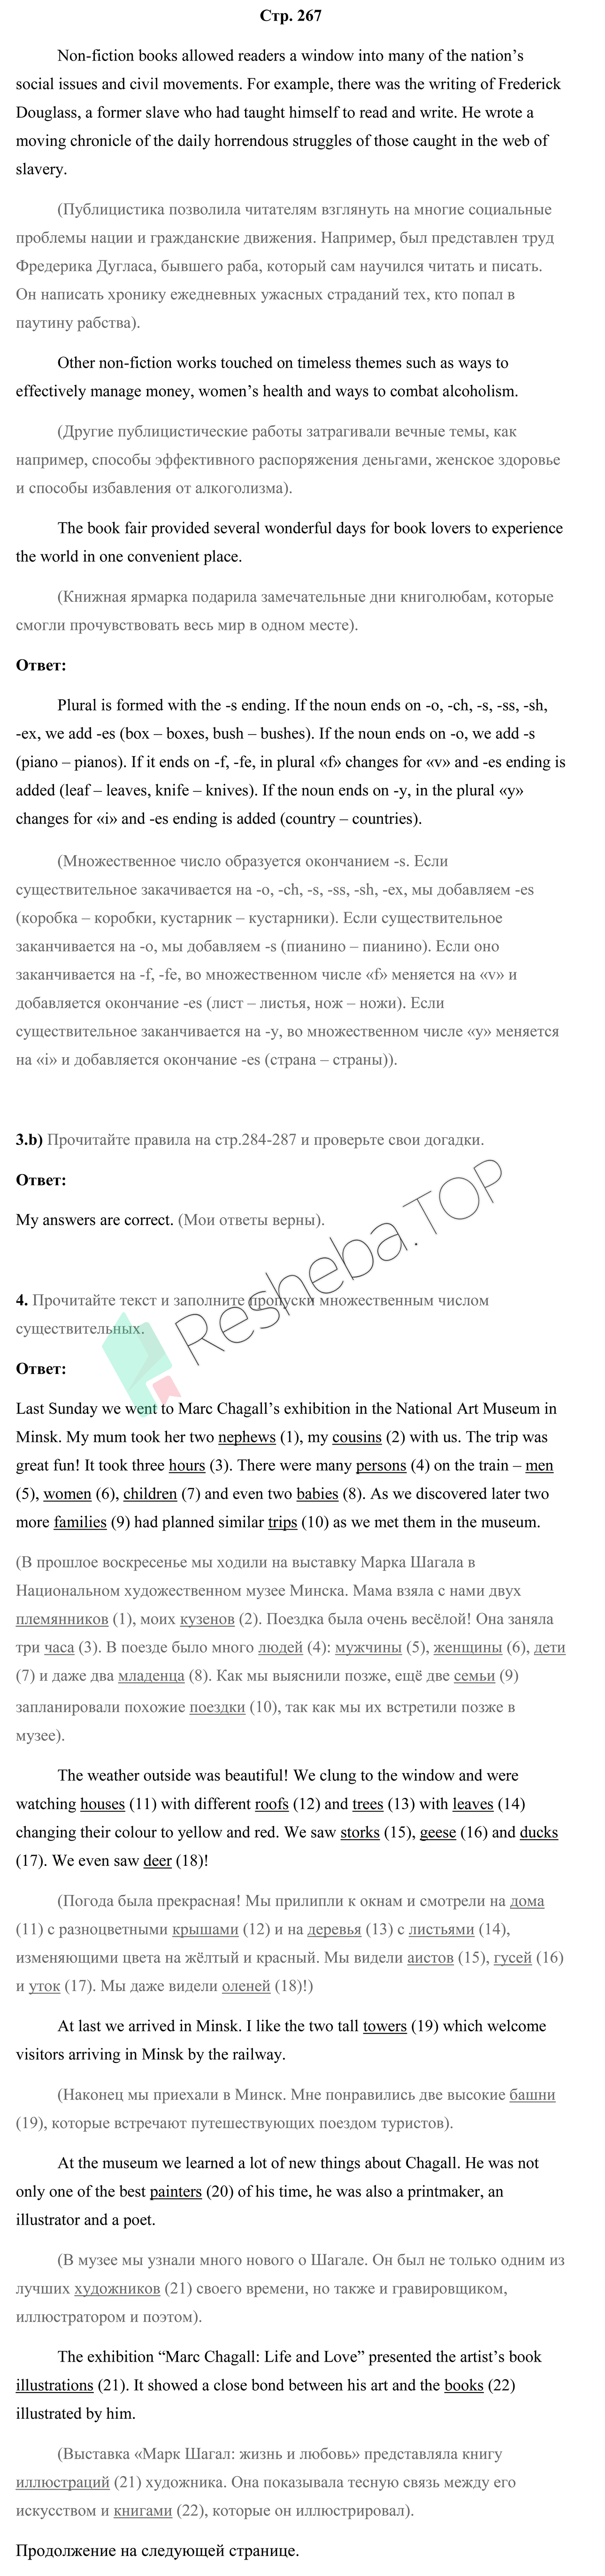 Стр. 267
Non-fiction books allowed readers a window into many of the nation’s
social issues and civil movements. For example, there was the writing of Frederick
Douglass, a former slave who had taught himself to read and write. He wrote a
moving chronicle of the daily horrendous struggles of those caught in the web of
slavery.
(Публицистика позволила читателям взглянуть на многие социальные
проблемы нации и гражданские движения. Например, был представлен труд
Фредерика Дугласа, бывшего раба, который сам научился читать и писать.
Он написать хронику ежедневных ужасных страданий тех, кто попал в
паутину рабства).
Other non-fiction works touched on timeless themes such as ways to
effectively manage money, women’s health and ways to combat alcoholism.
(Другие публицистические работы затрагивали вечные темы, как
например, способы эффективного распоряжения деньгами, женское здоровье
и способы избавления от алкоголизма).
The book fair provided several wonderful days for book lovers to experience
the world in one convenient place.
(Книжная ярмарка подарила замечательные дни книголюбам, которые
смогли прочувствовать весь мир в одном месте).
Ответ:
Plural is formed with the -s ending. If the noun ends on -o, -ch, -s, -ss, -sh,
-ex, we add -es (box – boxes, bush – bushes). If the noun ends on -o, we add -s
(piano – pianos). If it ends on -f, -fe, in plural «f» changes for «v» and -es ending is
added (leaf – leaves, knife – knives). If the noun ends on -y, in the plural «y»
changes for «i» and -es ending is added (country – countries).
(Множественное число образуется окончанием -s. Если
существительное закачивается на -o, -ch, -s, -ss, -sh, -ex, мы добавляем -es
(коробка – коробки, кустарник – кустарники). Если существительное
заканчивается на -o, мы добавляем -s (пианино – пианино). Если оно
заканчивается на -f, -fe, во множественном числе «f» меняется на «v» и
добавляется окончание -es (лист – листья, нож – ножи). Если
существительное заканчивается на -y, во множественном числе «y» меняется
на «i» и добавляется окончание -es (страна – страны)).
3.b) Прочитайте правила на стр.284-287 и проверьте свои догадки.
Ответ:
My answers are correct. (Мои ответы верны).
4. Прочитайте текст и заполните пропуски множественным числом
существительных.
Resheba.TOP
Ответ:
Last Sunday we went to Marc Chagall’s exhibition in the National Art Museum in
Minsk. My mum took her two nephews (1), my cousins (2) with us. The trip was
great fun! It took three hours (3). There were many persons (4) on the train – men
(5), women (6), children (7) and even two babies (8). As we discovered later two
more families (9) had planned similar trips (10) as we met them in the museum.
(В прошлое воскресенье мы ходили на выставку Марка Шагала в
Национальном художественном музее Минска. Мама взяла с нами двух
племянников (1), моих кузенов (2). Поездка была очень весёлой! Она заняла
три часа (3). В поезде было много людей (4): мужчины (5), женщины (6), дети
(7) и даже два младенца (8). Как мы выяснили позже, ещё две семьи (9)
запланировали похожие поездки (10), так как мы их встретили позже в
музее).
The weather outside was beautiful! We clung to the window and were
watching houses (11) with different roofs (12) and trees (13) with leaves (14)
changing their colour to yellow and red. We saw storks (15), geese (16) and ducks
(17). We even saw deer (18)!
(Погода была прекрасная! Мы прилипли к окнам и смотрели на дома
(11) с разноцветными крышами (12) и на деревья (13) с листьями (14),
изменяющими цвета на жёлтый и красный. Мы видели аистов (15), гусей (16)
и уток (17). Мы даже видели оленей (18)!)
At last we arrived in Minsk. I like the two tall towers (19) which welcome
visitors arriving in Minsk by the railway.
(Наконец мы приехали в Минск. Мне понравились две высокие башни
(19), которые встречают путешествующих поездом туристов).
At the museum we learned a lot of new things about Chagall. He was not
only one of the best painters (20) of his time, he was also a printmaker, an
illustrator and a poet.
(В музее мы узнали много нового о Шагале. Он был не только одним из
лучших художников (21) своего времени, но также и гравировщиком,
иллюстратором и поэтом).
The exhibition “Marc Chagall: Life and Love” presented the artist’s book
illustrations (21). It showed a close bond between his art and the books (22)
illustrated by him.
(Выставка «Марк Шагал: жизнь и любовь» представляла книгу
иллюстраций (21) художника. Она показывала тесную связь между его
искусством и книгами (22), которые он иллюстрировал).
Продолжение на следующей странице.